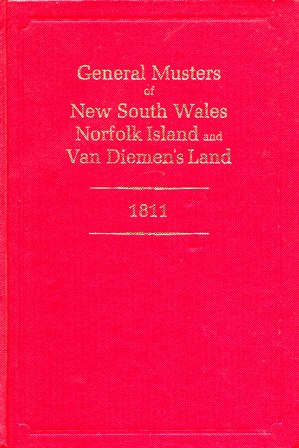 General Musters
of
New South Wales
Norfolk Island and
Van Diemen's Land
1811